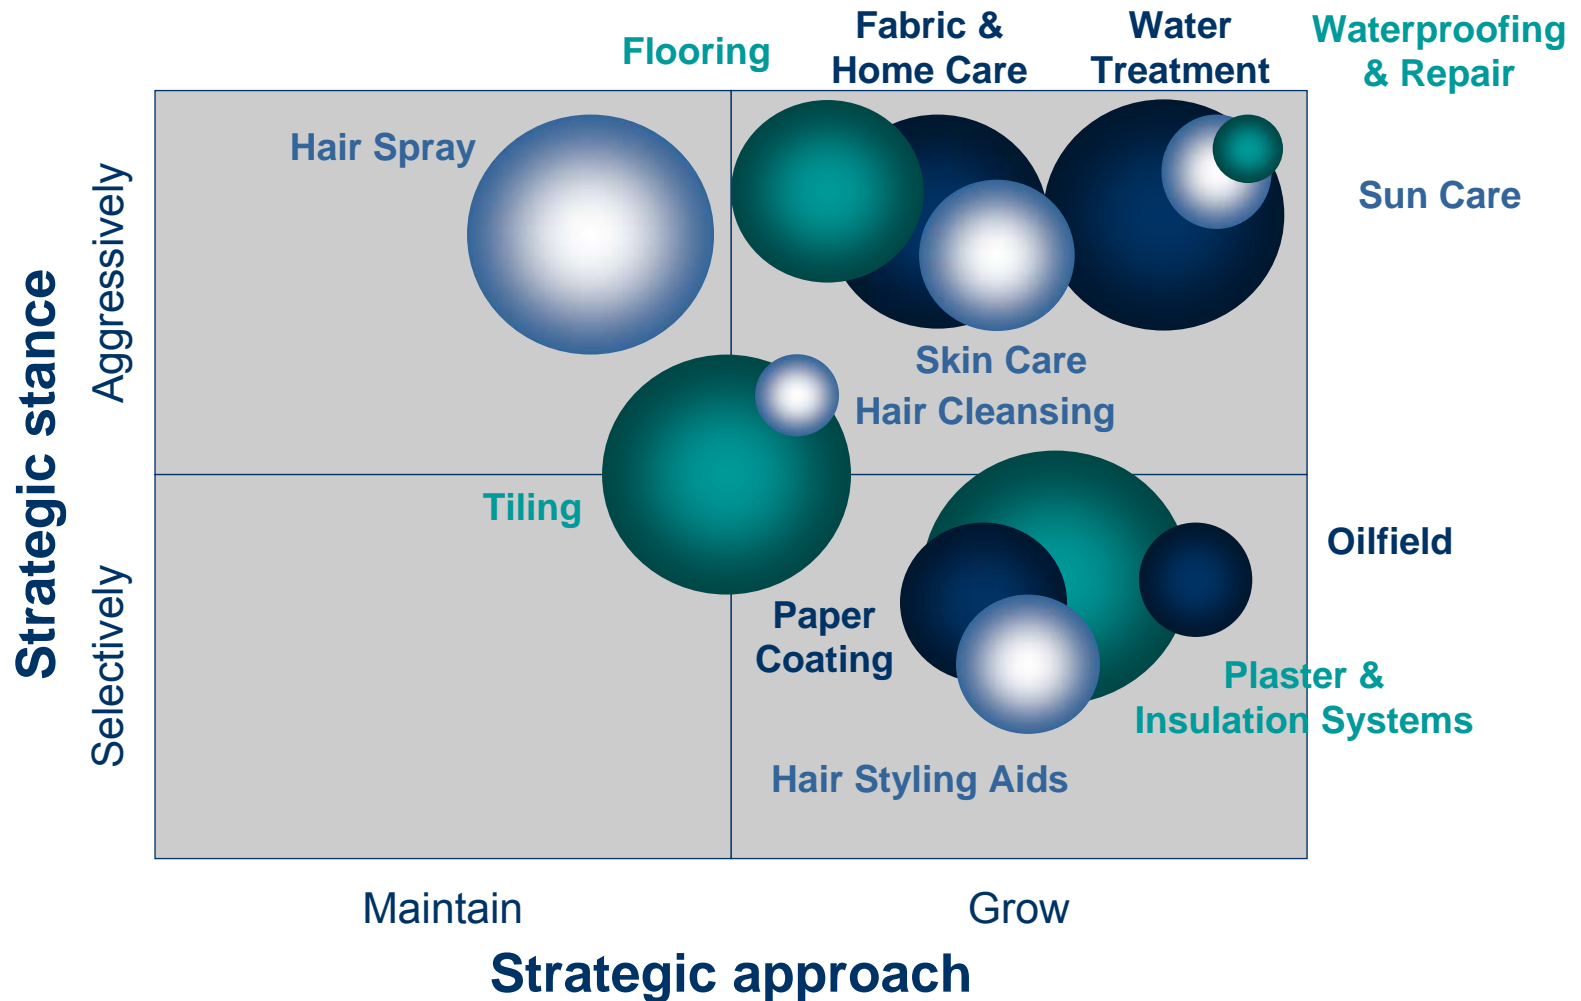 Flooring
Fabric &
Home Care
Water
Treatment
Waterproofing
& Repair
Hair Spray
Sun Care
Aggressively
Strategic stance
Skin Care
Hair Cleansing
Tiling
Oilfield
Selectively
Paper
Coating
Plaster &
Insulation Systems
Hair Styling Aids
Maintain
Grow
Strategic approach